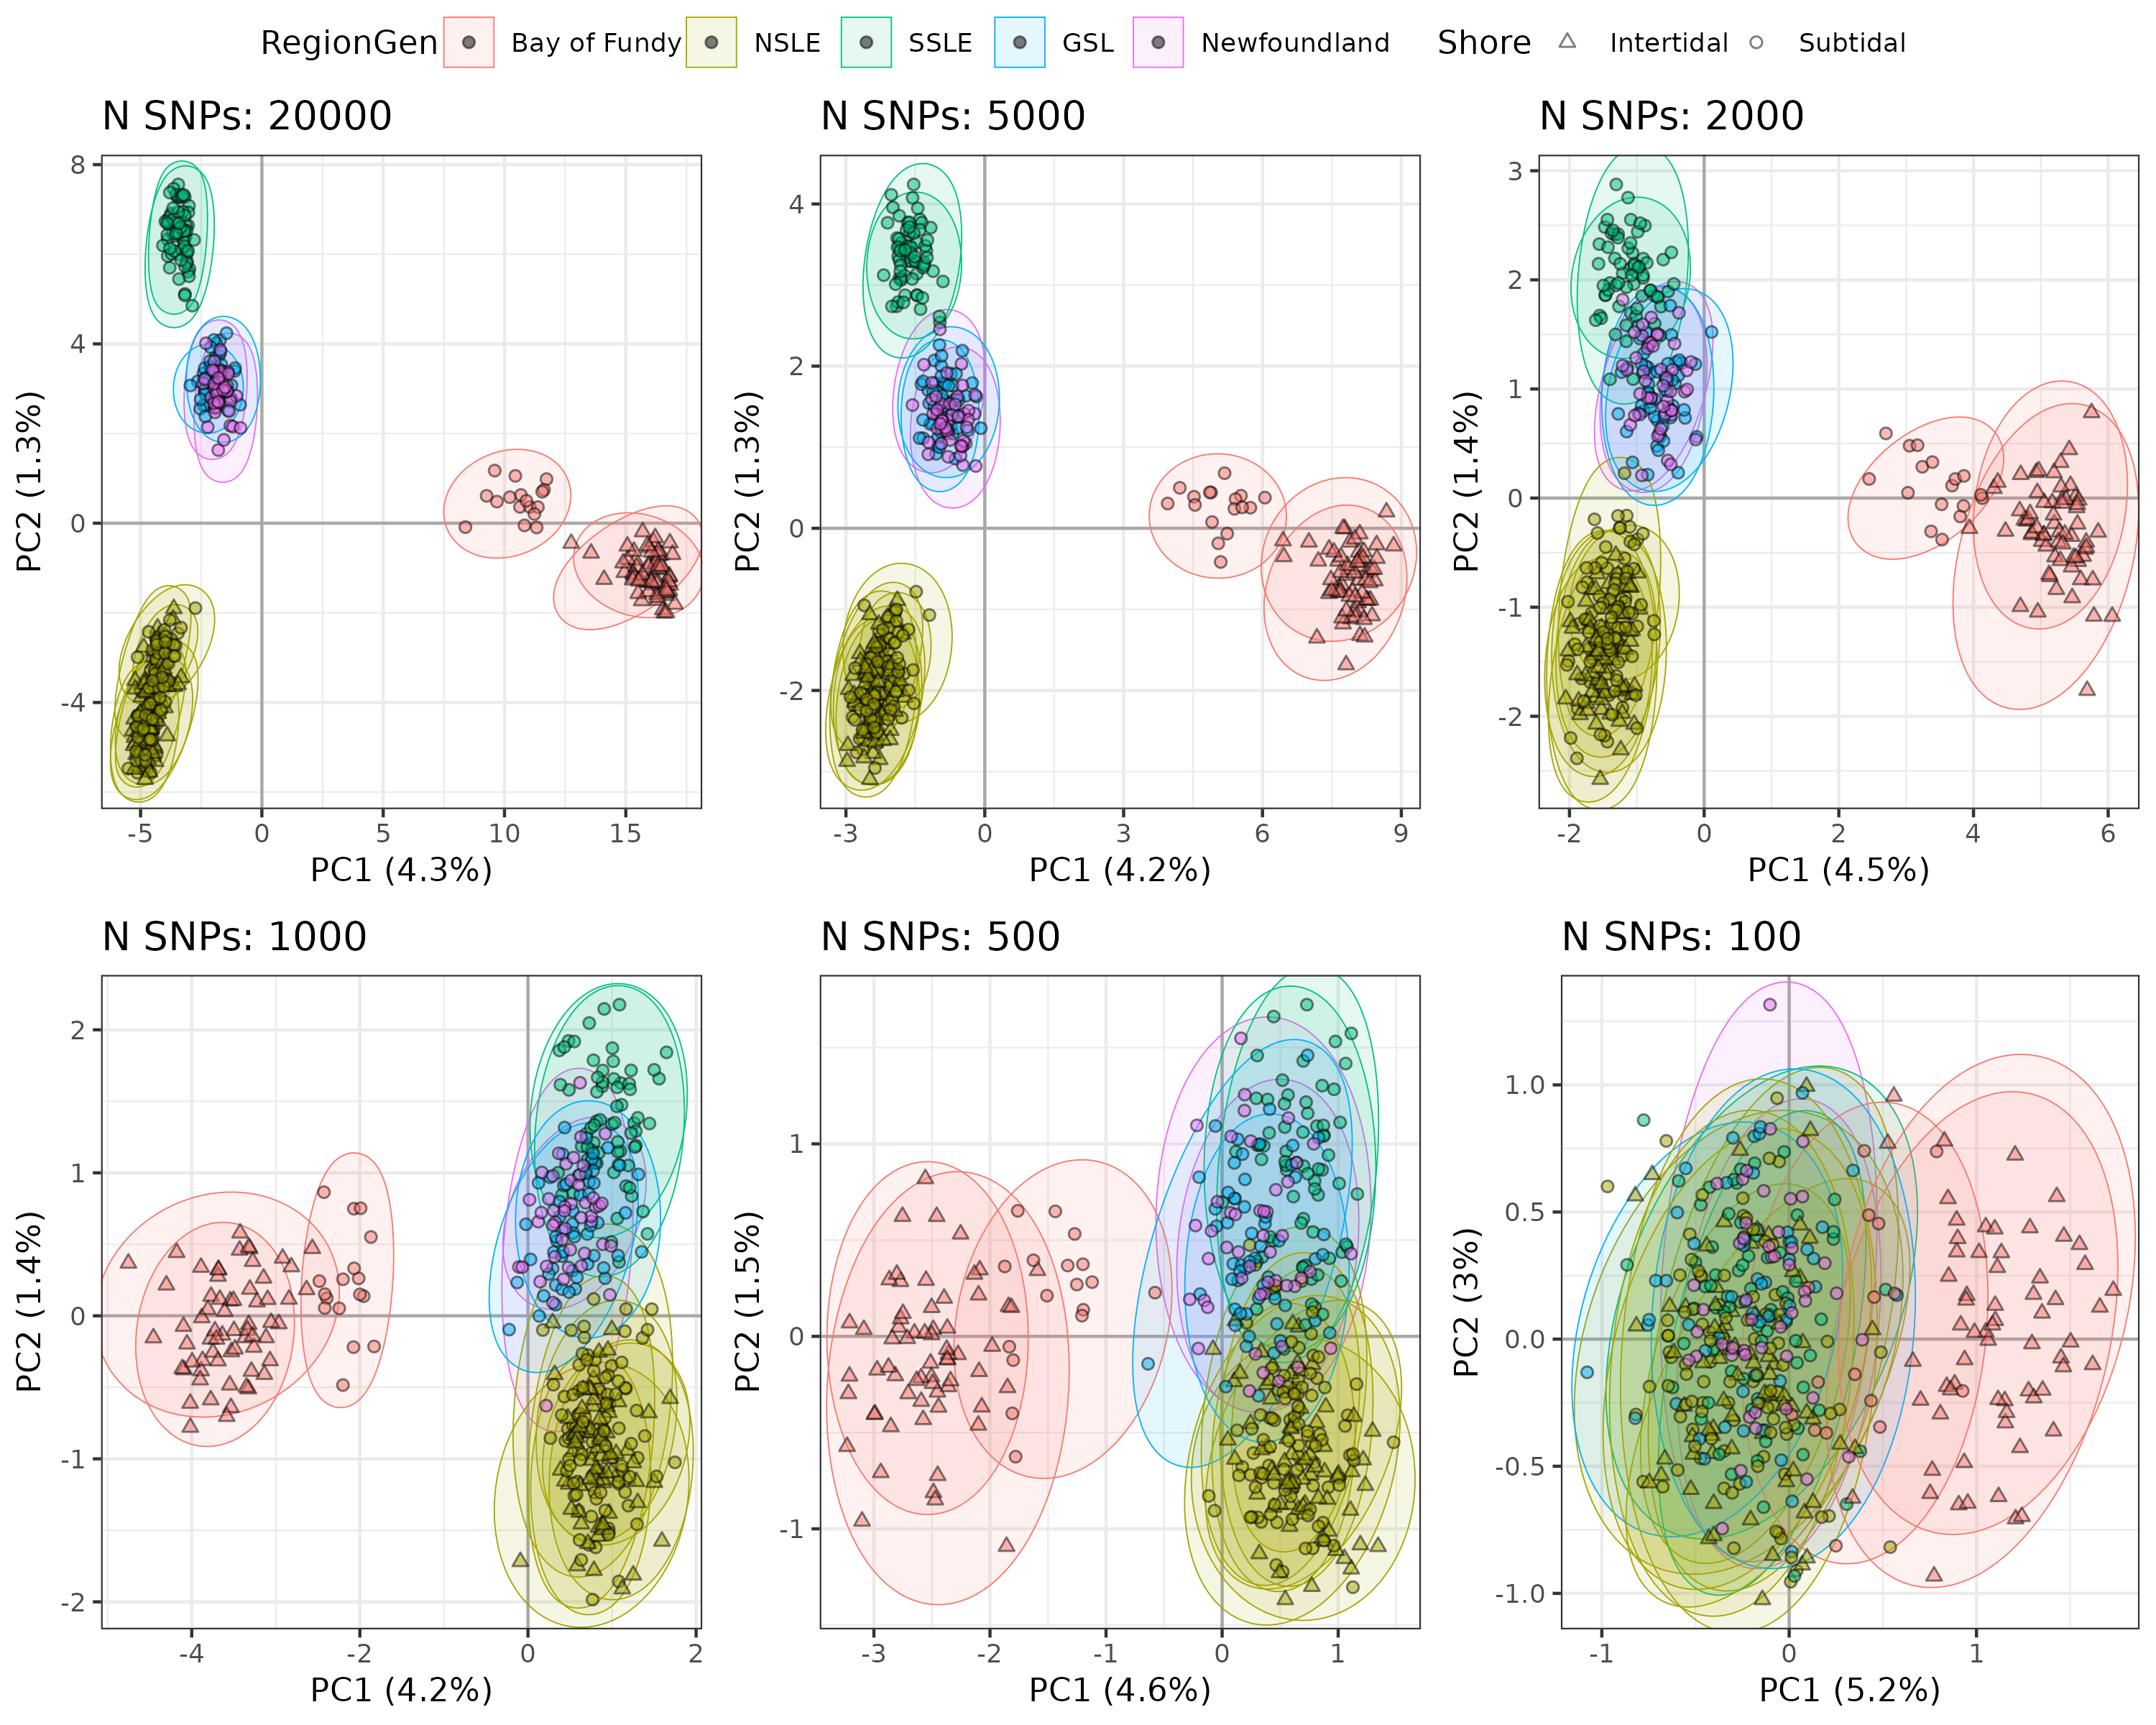 RegionGen Bay of Fundy NSLE SSLE GSL Newfoundland Shore Intertidal Subtidal
N SNPs: 20000
8
4
0
-4
PC2 (1.3%)
-5 0 5 10 15
PC1 (4.3%)
N SNPs: 5000
4
2
0
-2
PC2 (1.3%)
-3 0 3 6 9
PC1 (4.2%)
N SNPs: 2000
3
2
1
0
-1
-2
PC2 (1.4%)
-2 0 2 4 6
PC1 (4.5%)
N SNPs: 1000
2
1
0
-1
-2
PC2 (1.4%)
-4 -2 0 2
PC1 (4.2%)
N SNPs: 500
1
0
-1
PC2 (1.5%)
-3 -2 -1 0 1
PC1 (4.6%)
N SNPs: 100
1.0
0.5
0.0
-0.5
-1.0
PC2 (3%)
-1 0 1
PC1 (5.2%)